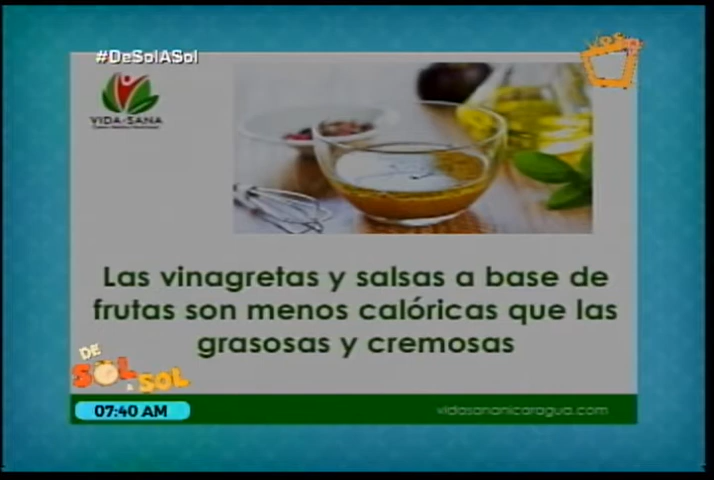 #DeSolASol
VOS
VIDA SANA
Las vinagretas y salsas a base de
frutas son menos calóricas que las
grasosas y cremosas
DE
SOL
A SOL
07:40 AM
vidasananicaragua.com